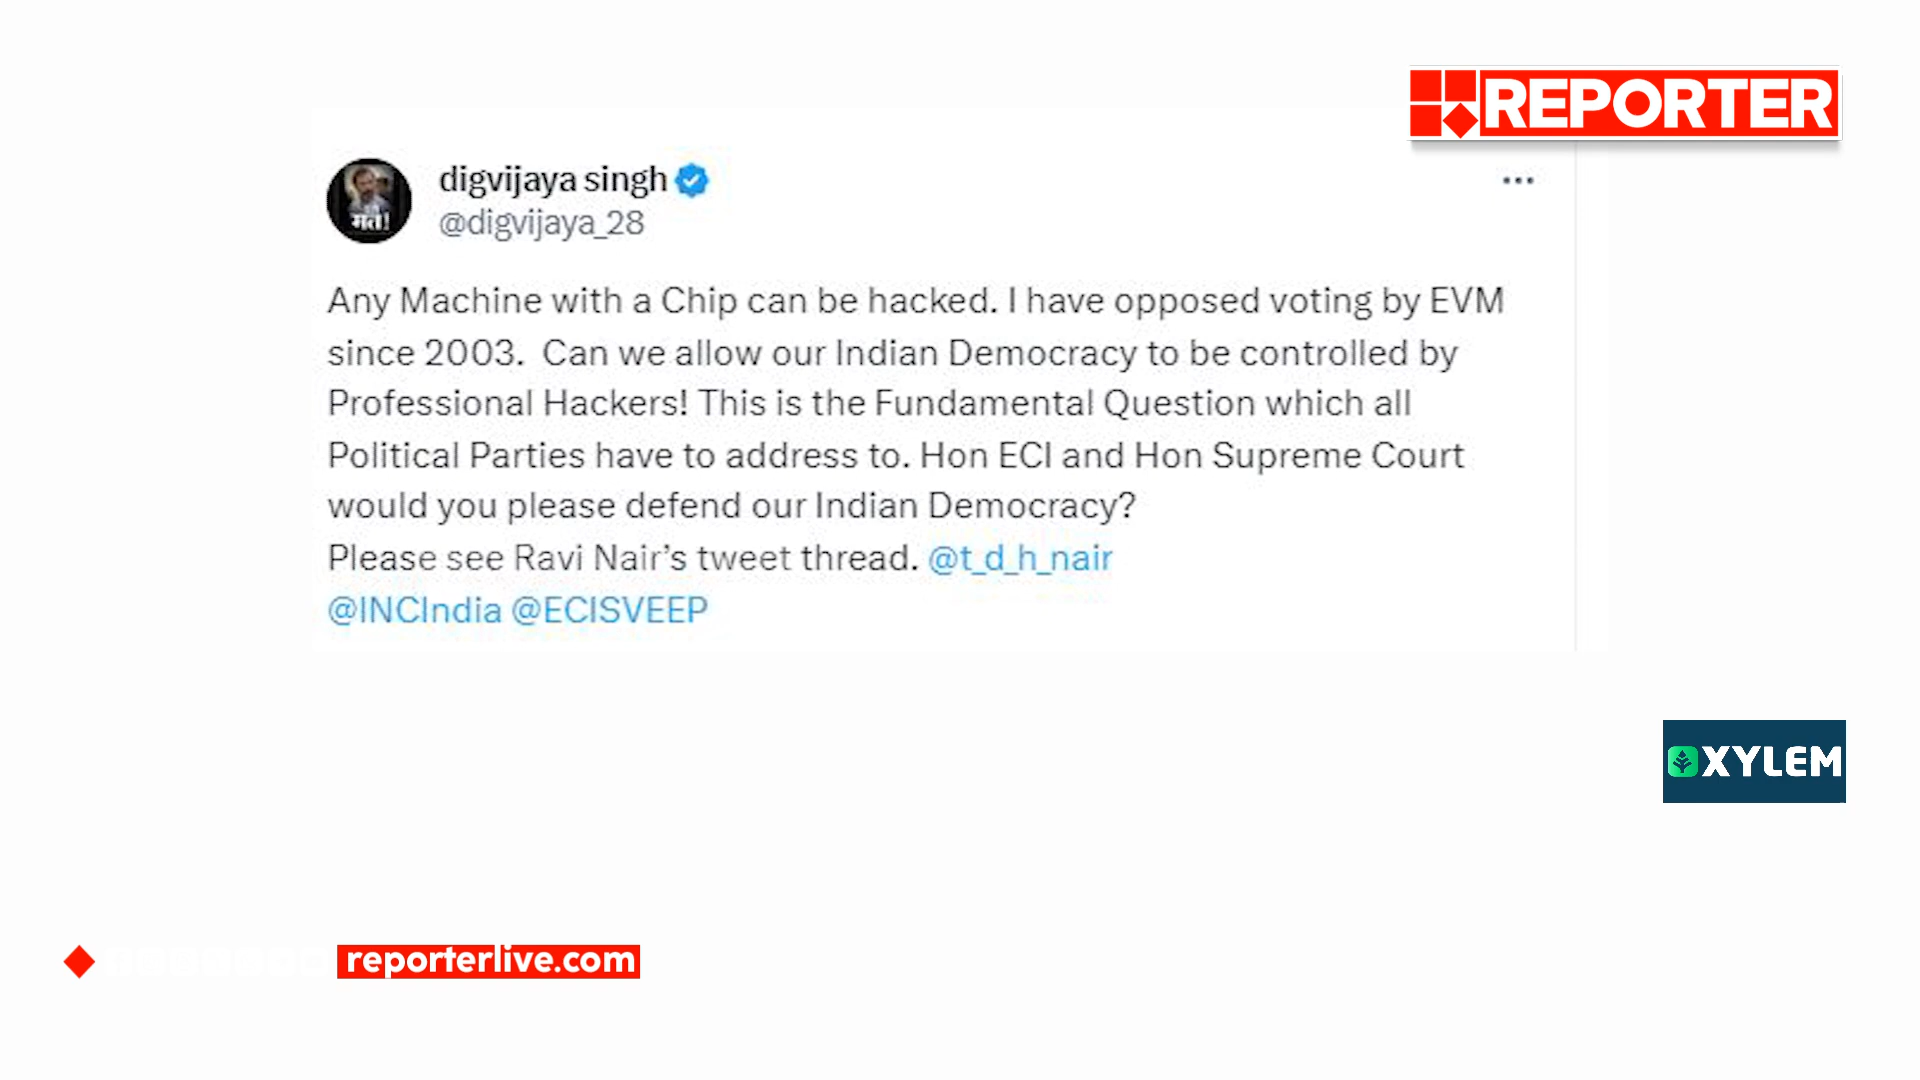 REPORTER
digvijaya singh
@digvijaya_28
Any Machine with a Chip can be hacked. I have opposed voting by EVM
since 2003. Can we allow our Indian Democracy to be controlled by
Professional Hackers! This is the Fundamental Question which all
Political Parties have to address to. Hon ECI and Hon Supreme Court
would you please defend our Indian Democracy?
Please see Ravi Nair’s tweet thread. @t_d_h_nair
@INCIndia @ECISVEEP
XYLEM
reporterlive.com